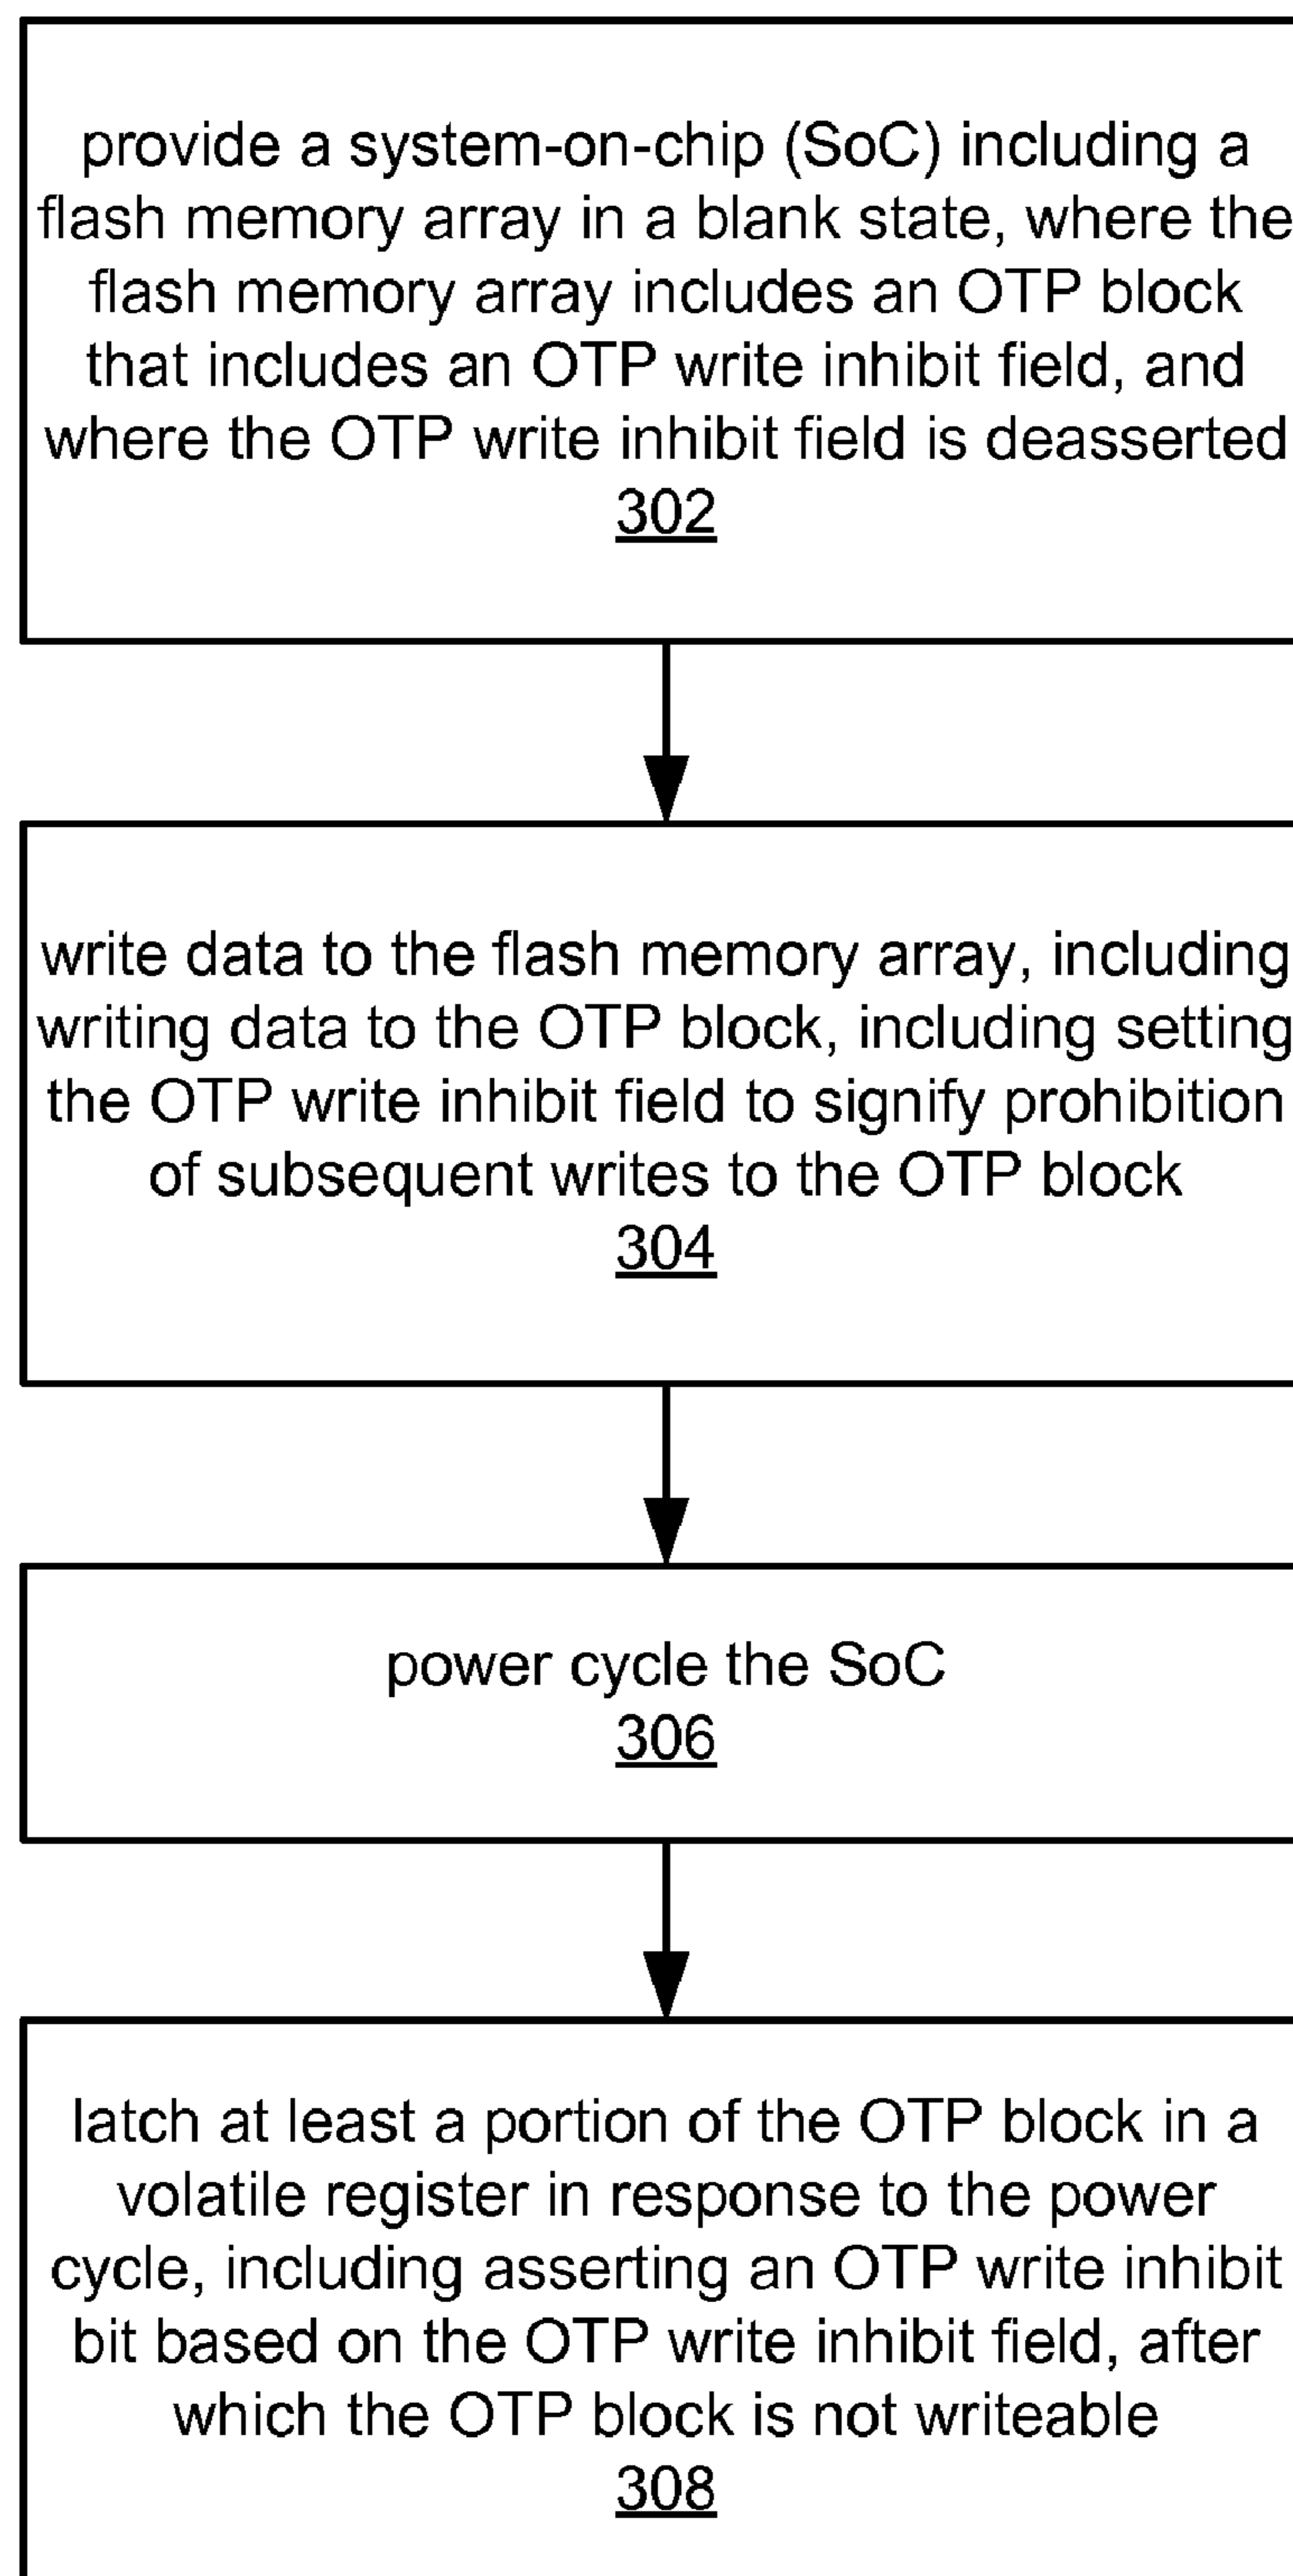 provide a system-on-chip (SoC) including a
flash memory array in a blank state, where the
flash memory array includes an OTP block
that includes an OTP write inhibit field, and
where the OTP write inhibit field is deasserted
302
write data to the flash memory array, including
writing data to the OTP block, including setting
the OTP write inhibit field to signify prohibition
of subsequent writes to the OTP block
304
power cycle the SoC
306
latch at least a portion of the OTP block in a
volatile register in response to the power
cycle, including asserting an OTP write inhibit
bit based on the OTP write inhibit field, after
which the OTP block is not writeable
308